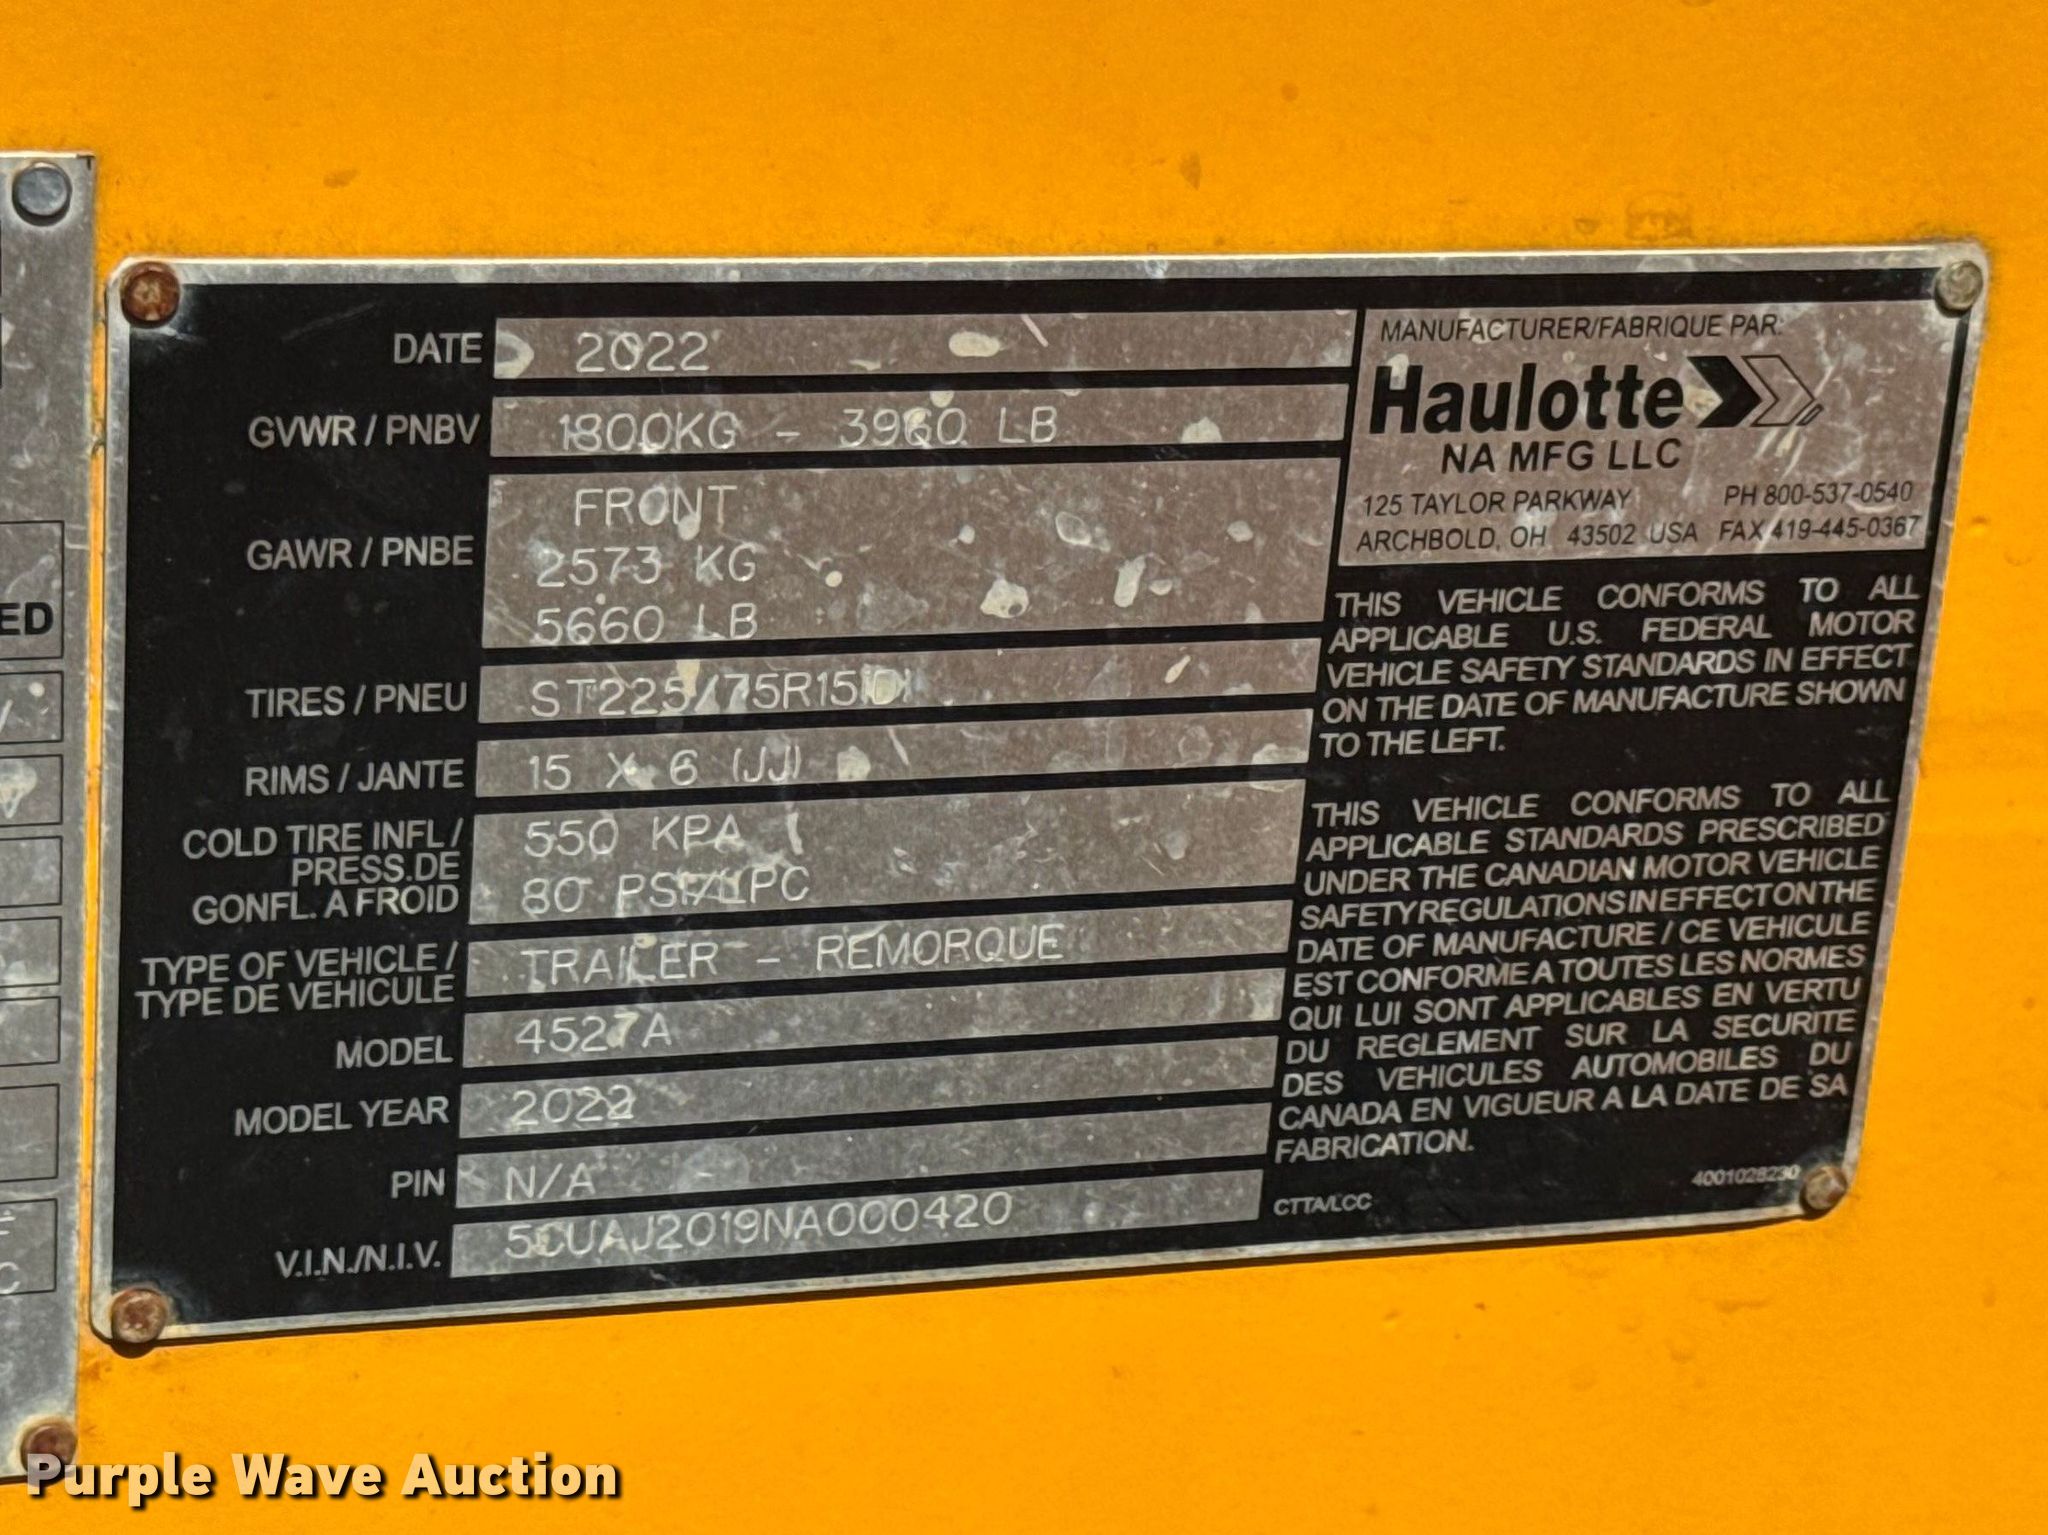 DATE 2022
GVWR / PNBV 1800KG - 3960 LB
GAWR / PNBE
FRONT
2573 KG
5660 LB
TIRES / PNEU ST225/75R15(D)
RIMS / JANTE 15 X 6 (JJ)
COLD TIRE INFL /
PRESS.DE
GONFL. A FROID
550 KPA /
80 PSI/LPC
TYPE OF VEHICLE /
TYPE DE VEHICULE
TRAILER - REMORQUE
MODEL 4527A
MODEL YEAR 2022
PIN N/A
V.I.N./N.I.V. 5CUAJ2019NA000420
MANUFACTURER/FABRIQUE PAR:
Haulotte
NA MFG LLC
125 TAYLOR PARKWAY PH 800-537-0540
ARCHBOLD, OH 43502 USA FAX 419-445-0367
THIS VEHICLE CONFORMS TO ALL
APPLICABLE U.S. FEDERAL MOTOR
VEHICLE SAFETY STANDARDS IN EFFECT
ON THE DATE OF MANUFACTURE SHOWN
TO THE LEFT.
THIS VEHICLE CONFORMS TO ALL
APPLICABLE STANDARDS PRESCRIBED
UNDER THE CANADIAN MOTOR VEHICLE
SAFETY REGULATIONS IN EFFECT ON THE
DATE OF MANUFACTURE / CE VEHICULE
EST CONFORME A TOUTES LES NORMES
QUI LUI SONT APPLICABLES EN VERTU
DU REGLEMENT SUR LA SECURITE
DES VEHICULES AUTOMOBILES DU
CANADA EN VIGUEUR A LA DATE DE SA
FABRICATION.
CTTA/LCC 4001028230
ED
C
Purple Wave Auction